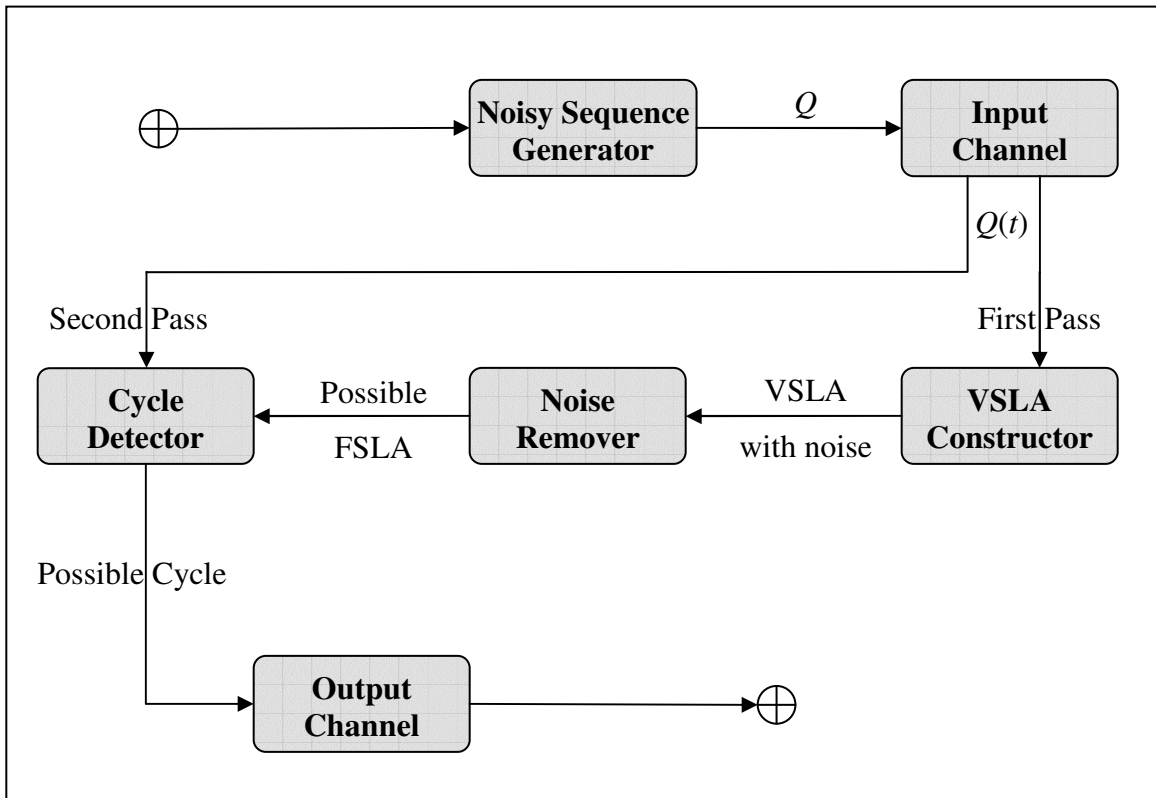 Noisy Sequence
Generator
Q
Input
Channel
Q(t)
Second Pass
First Pass
Cycle
Detector
Possible
FSLA
Noise
Remover
VSLA
with noise
VSLA
Constructor
Possible Cycle
Output
Channel